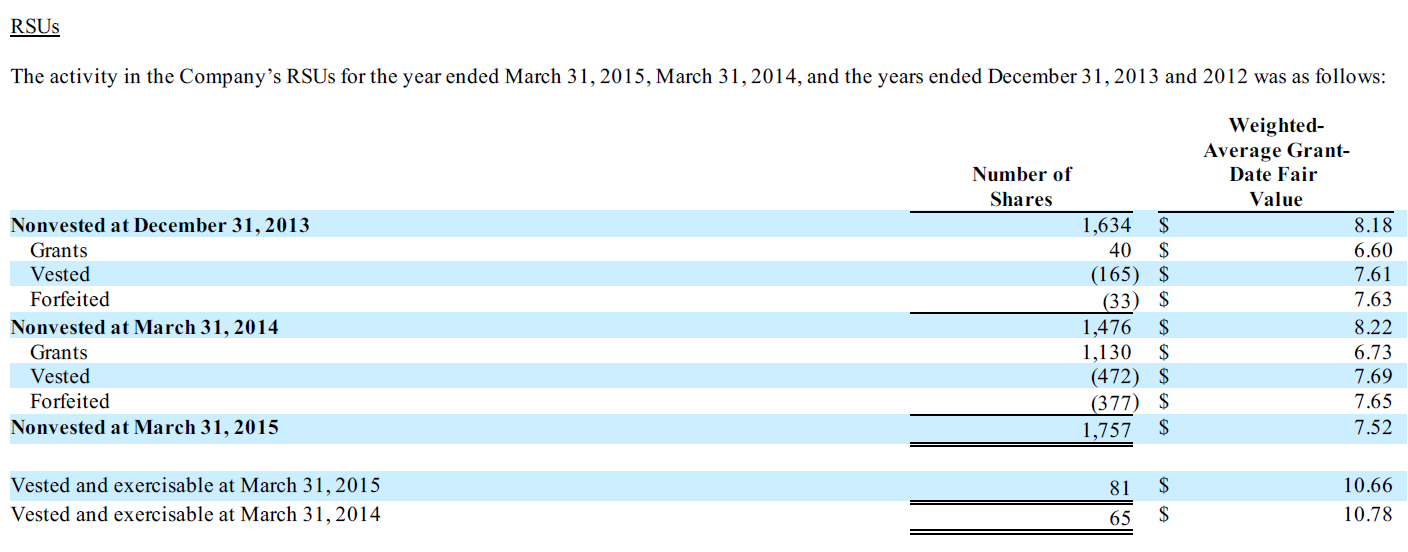 RSUs
The activity in the Company's RSUs for the year ended March 31, 2015, March 31, 2014, and the years ended December 31, 2013 and 2012 was as follows:
Number of Shares
Weighted-Average Grant-Date Fair Value
Nonvested at December 31, 2013 1,634 $ 8.18
Grants 40 $ 6.60
Vested (165) $ 7.61
Forfeited (33) $ 7.63
Nonvested at March 31, 2014 1,476 $ 8.22
Grants 1,130 $ 6.73
Vested (472) $ 7.69
Forfeited (377) $ 7.65
Nonvested at March 31, 2015 1,757 $ 7.52
Vested and exercisable at March 31, 2015 81 $ 10.66
Vested and exercisable at March 31, 2014 65 $ 10.78